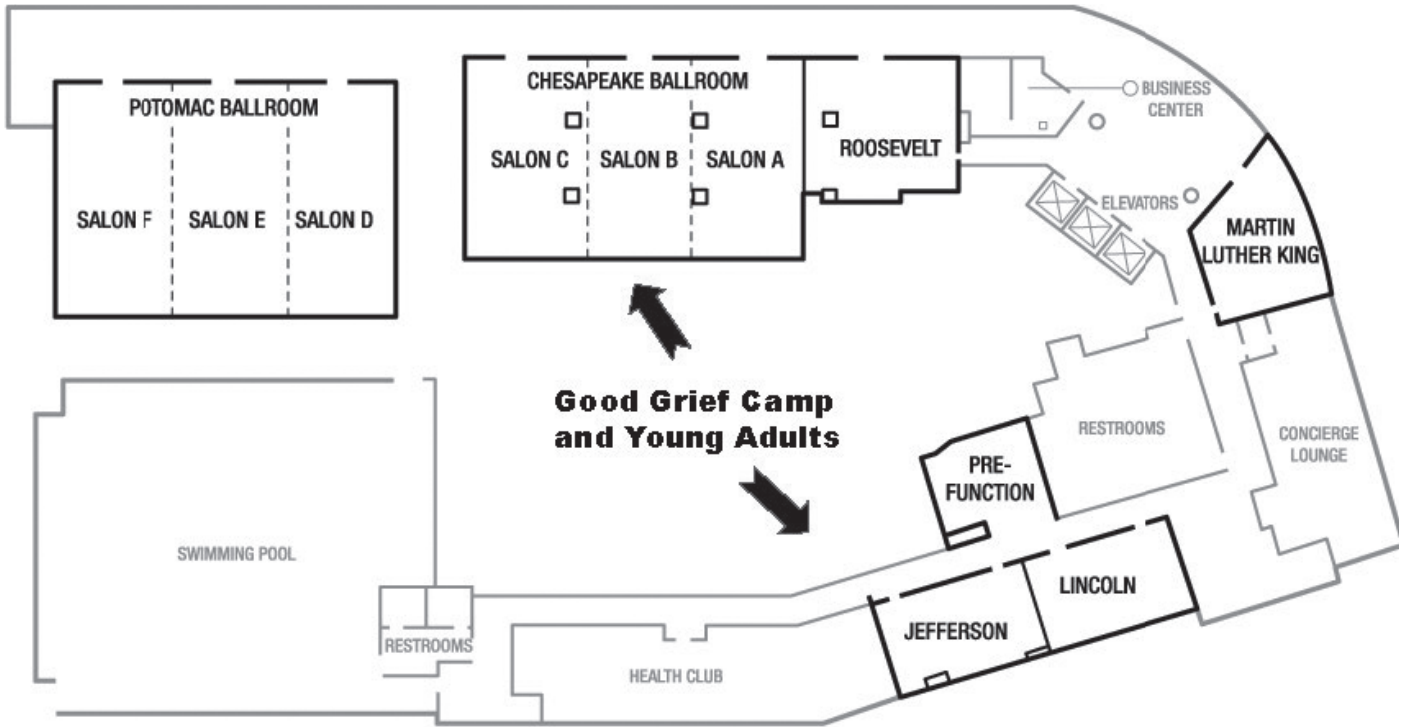 POTOMAC BALLROOM
SALON F
SALON E
SALON D
CHESAPEAKE BALLROOM
SALON C
SALON B
SALON A
ROOSEVELT
BUSINESS
CENTER
ELEVATORS
MARTIN
LUTHER KING
Good Grief Camp
and Young Adults
RESTROOMS
CONCIERGE
LOUNGE
PRE-
FUNCTION
SWIMMING POOL
LINCOLN
JEFFERSON
RESTROOMS
HEALTH CLUB